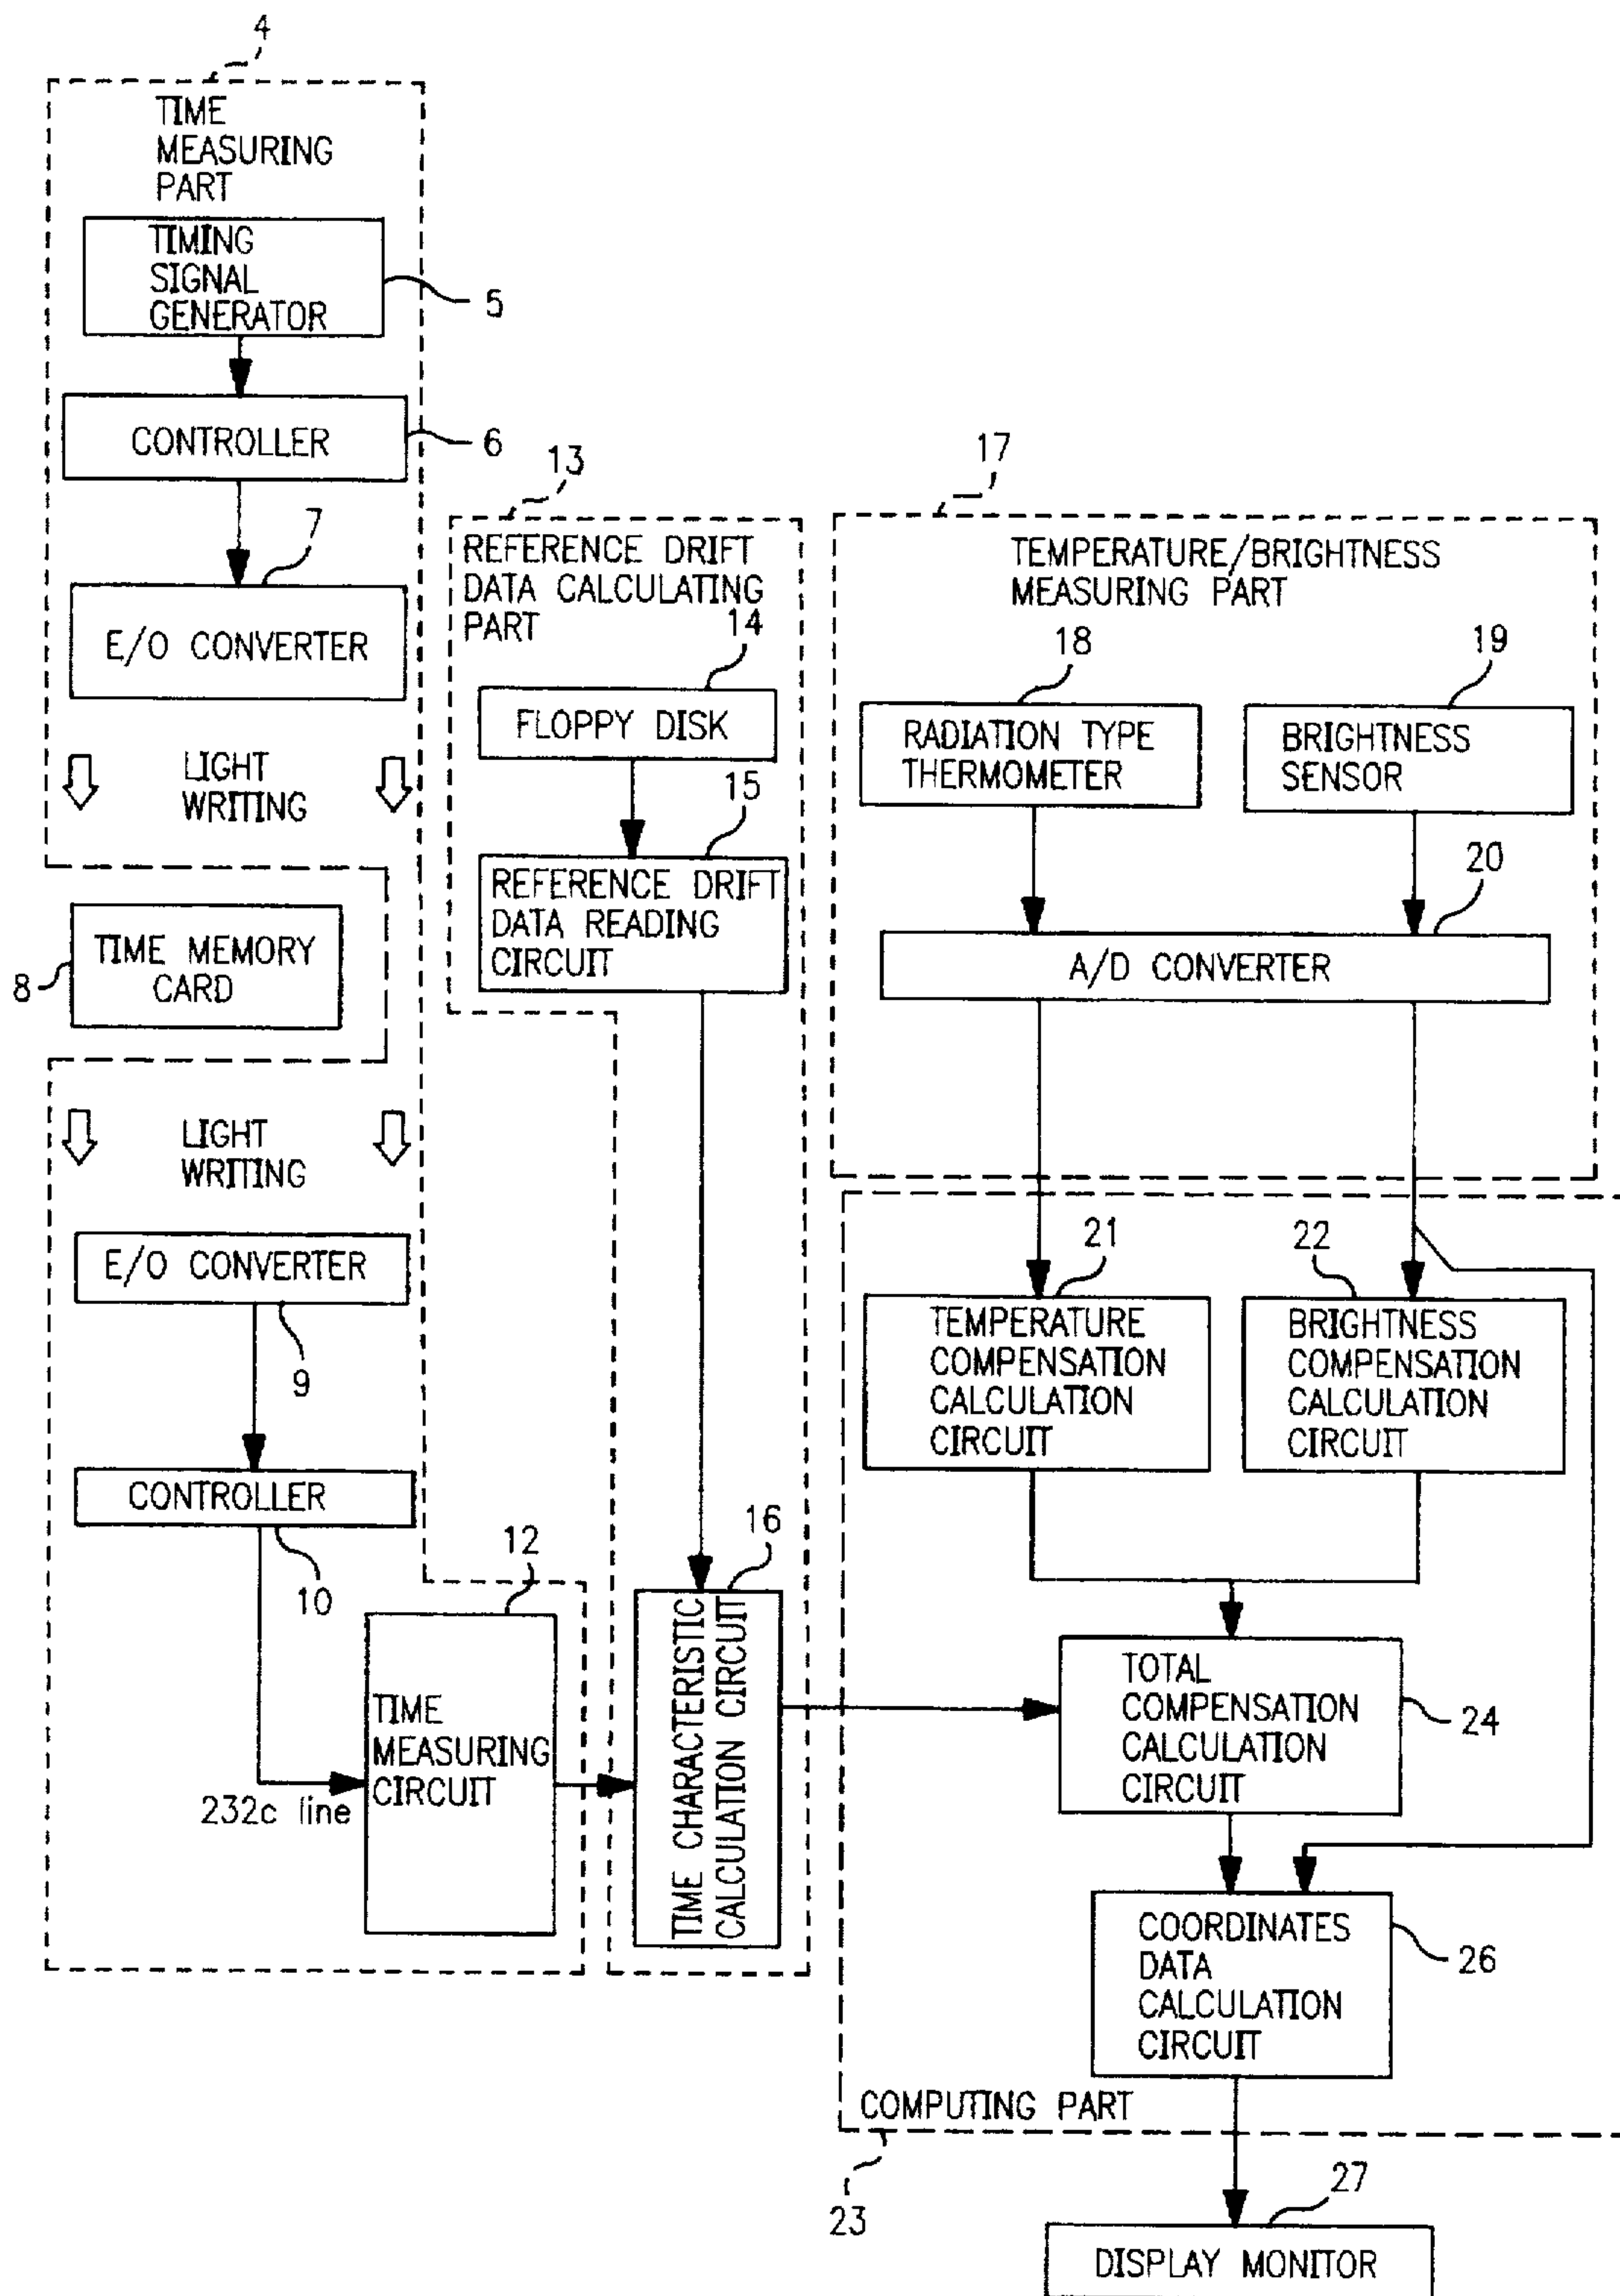 4
TIME
MEASURING
PART
TIMING
SIGNAL
GENERATOR
5
CONTROLLER
6
7
E/O CONVERTER
LIGHT
WRITING
8
TIME MEMORY
CARD
LIGHT
WRITING
E/O CONVERTER
9
CONTROLLER
10
232c line
12
TIME
MEASURING
CIRCUIT
13
REFERENCE DRIFT
DATA CALCULATING
PART
14
FLOPPY DISK
15
REFERENCE DRIFT
DATA READING
CIRCUIT
16
TIME CHARACTERISTIC
CALCULATION CIRCUIT
17
TEMPERATURE/BRIGHTNESS
MEASURING PART
18
RADIATION TYPE
THERMOMETER
19
BRIGHTNESS
SENSOR
20
A/D CONVERTER
21
TEMPERATURE
COMPENSATION
CALCULATION
CIRCUIT
22
BRIGHTNESS
COMPENSATION
CALCULATION
CIRCUIT
TOTAL
COMPENSATION
CALCULATION
CIRCUIT
24
COORDINATES
DATA
CALCULATION
CIRCUIT
26
COMPUTING PART
23
27
DISPLAY MONITOR